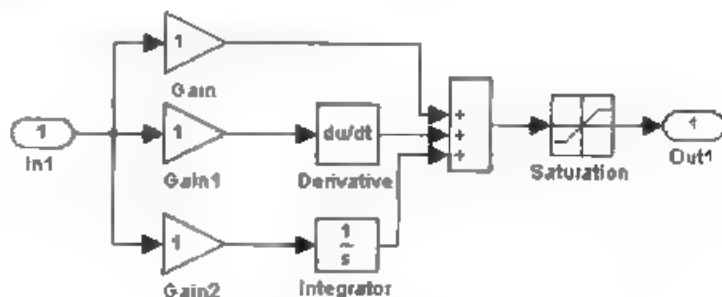 1
Gain
1
In1
1
Gain1
du/dt
Derivative
+
+
+
Saturation
1
Out1
1
Gain2
1
s
Integrator